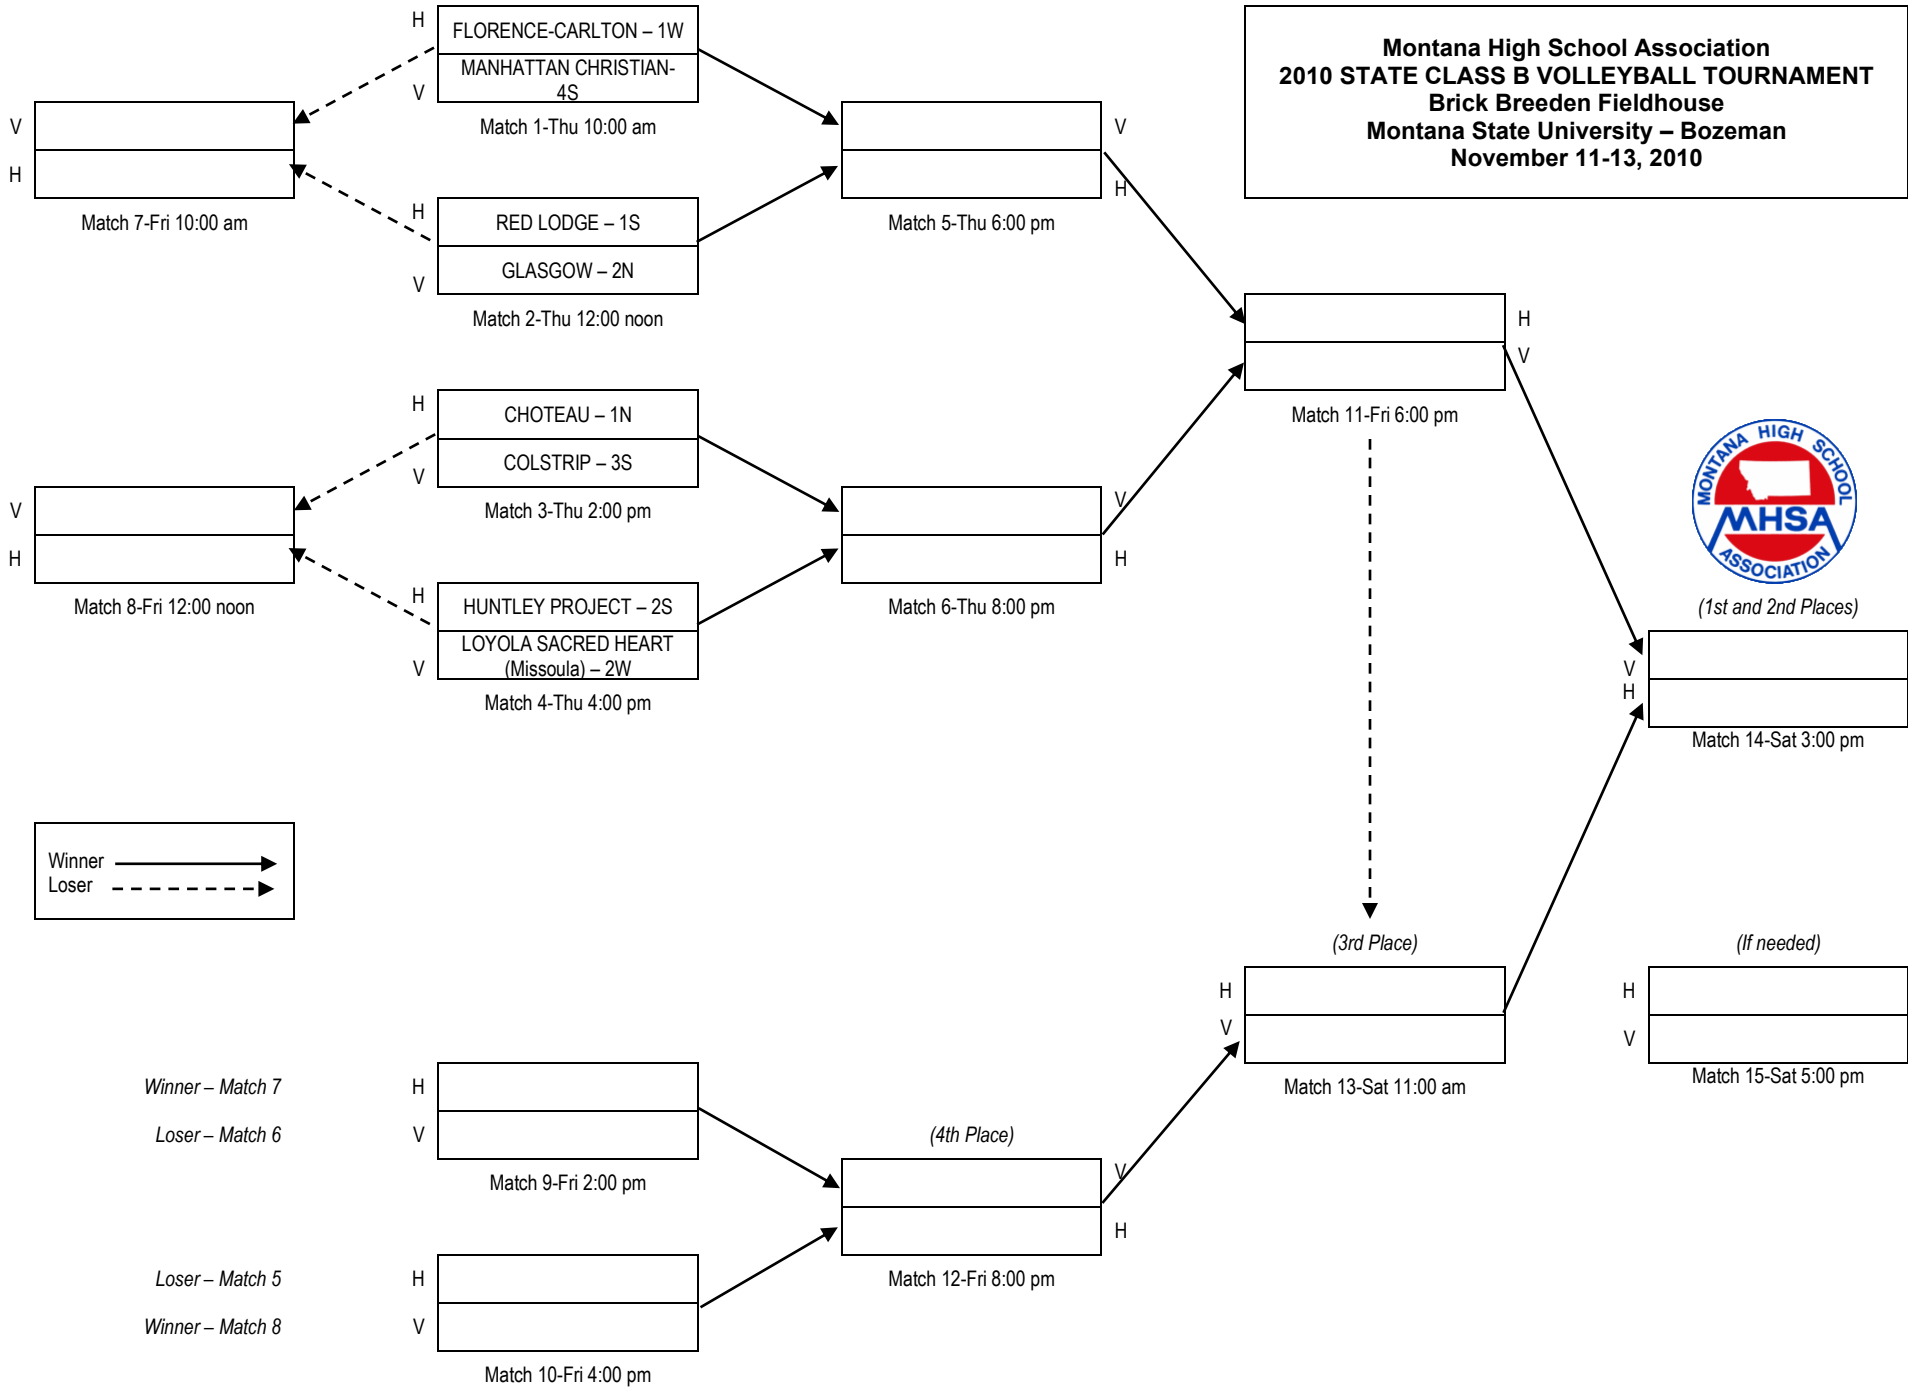 H
FLORENCE-CARLTON – 1W
MANHATTAN CHRISTIAN-
4S
V
Match 1-Thu 10:00 am
Montana High School Association
2010 STATE CLASS B VOLLEYBALL TOURNAMENT
Brick Breeden Fieldhouse
Montana State University – Bozeman
November 11-13, 2010
V
H
Match 7-Fri 10:00 am
H
RED LODGE – 1S
GLASGOW – 2N
V
Match 2-Thu 12:00 noon
V
H
Match 5-Thu 6:00 pm
H
V
Match 11-Fri 6:00 pm
H
CHOTEAU – 1N
COLSTRIP – 3S
V
Match 3-Thu 2:00 pm
V
H
Match 8-Fri 12:00 noon
V
H
Match 6-Thu 8:00 pm
H
HUNTLEY PROJECT – 2S
LOYOLA SACRED HEART
(Missoula) – 2W
V
Match 4-Thu 4:00 pm
MONTANA HIGH SCHOOL
MHSA
ASSOCIATION
(1st and 2nd Places)
V
H
Match 14-Sat 3:00 pm
Winner
Loser
(3rd Place)
H
V
Match 13-Sat 11:00 am
(If needed)
H
V
Match 15-Sat 5:00 pm
Winner – Match 7
H
Loser – Match 6
V
Match 9-Fri 2:00 pm
(4th Place)
V
H
Match 12-Fri 8:00 pm
Loser – Match 5
H
Winner – Match 8
V
Match 10-Fri 4:00 pm